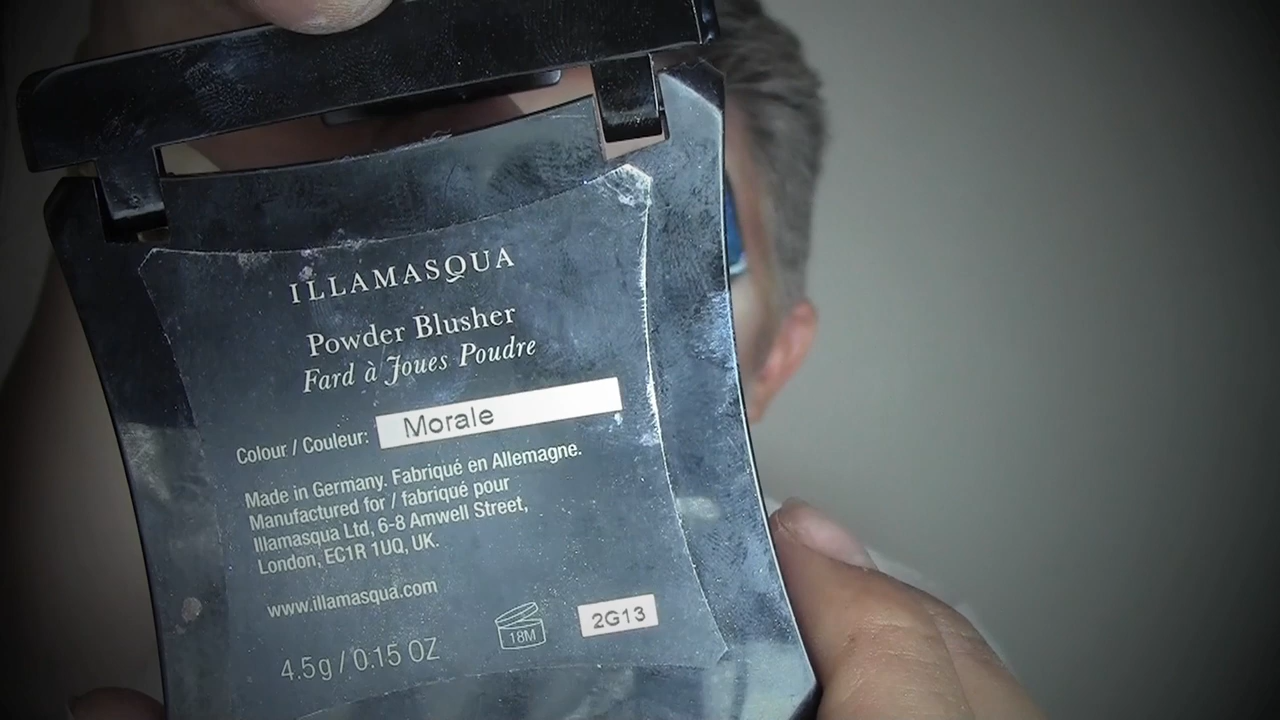 ILLAMASQUA
Powder Blusher
Fard à Joues Poudre
Colour / Couleur: Morale
Made in Germany. Fabriqué en Allemagne.
Manufactured for / fabriqué pour
Illamasqua Ltd, 6-8 Amwell Street,
London, EC1R 1UQ, UK.
www.illamasqua.com
4.5g / 0.15 OZ
18M
2G13